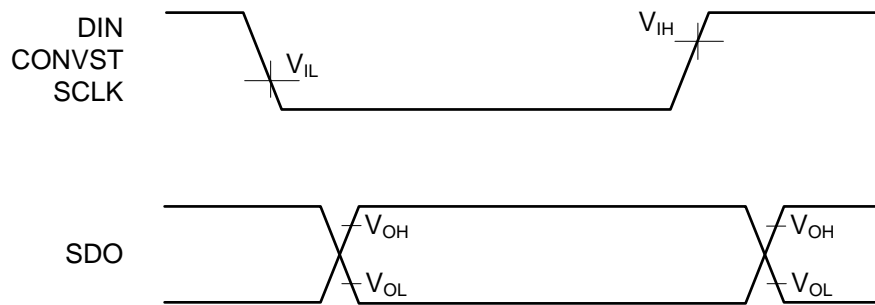 DIN
CONVST
SCLK
VIL
VIH
SDO
VOH
VOL
VOH
VOL